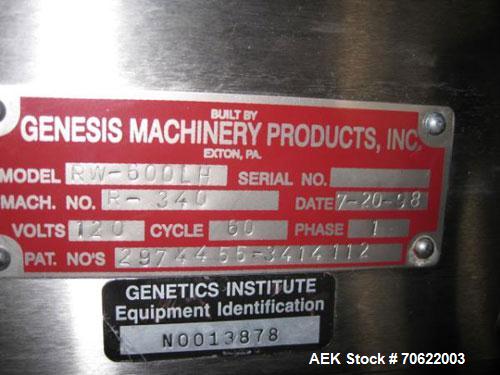 BUILT BY
GENESIS MACHINERY PRODUCTS, INC.
EXTON, PA.
MODEL RW-600LH SERIAL NO.
MACH. NO. R-340 DATE 7-20-98
VOLTS 120 CYCLE 60 PHASE 1
PAT. NO'S 2974455-3414112
GENETICS INSTITUTE
Equipment Identification
N0013878
AEK Stock # 70622003